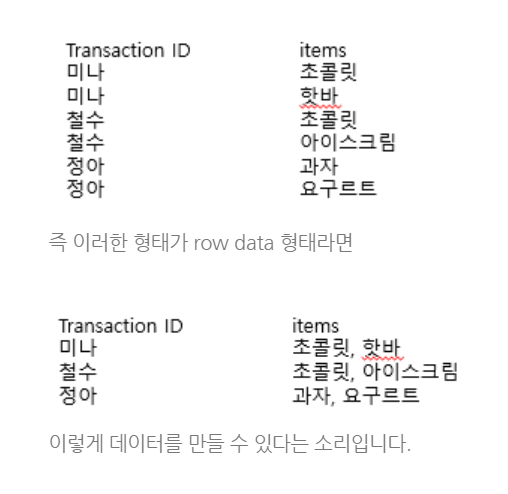 Transaction ID items
미나 초콜릿
미나 핫바
철수 초콜릿
철수 아이스크림
정아 과자
정아 요구르트
즉 이러한 형태가 row data 형태라면
Transaction ID items
미나 초콜릿, 핫바
철수 초콜릿, 아이스크림
정아 과자, 요구르트
이렇게 데이터를 만들 수 있다는 소리입니다.